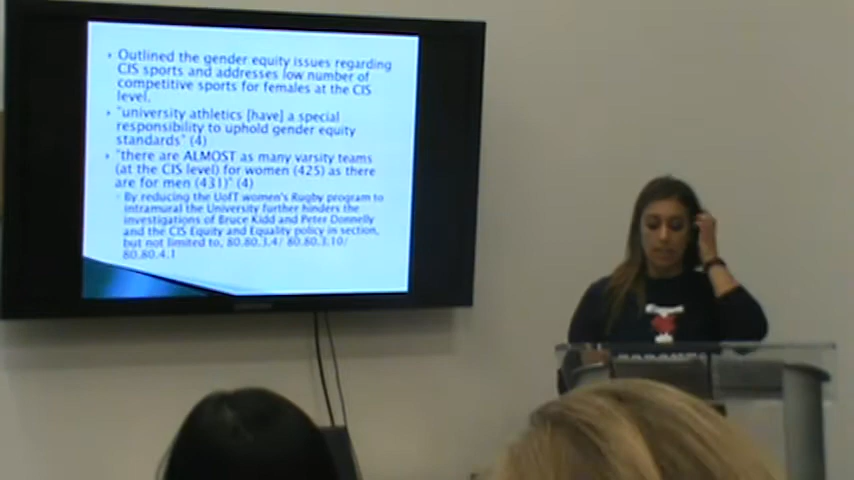 Outlined the gender equity issues regarding
CIS sports and addresses low number of
competitive sports for females at the CIS
level.
"university athletics [have] a special
responsibility to uphold gender equity
standards" (4)
"there are ALMOST as many varsity teams
(at the CIS level) for women (425) as there
are for men (431)" (4)
By reducing the UofT women's Rugby program to
intramural the University further hinders the
investigations of Bruce Kidd and Peter Donnelly
and the CIS Equity and Equality policy in section,
but not limited to, 80.80.3.4/ 80.80.3.10/
80.80.4.1